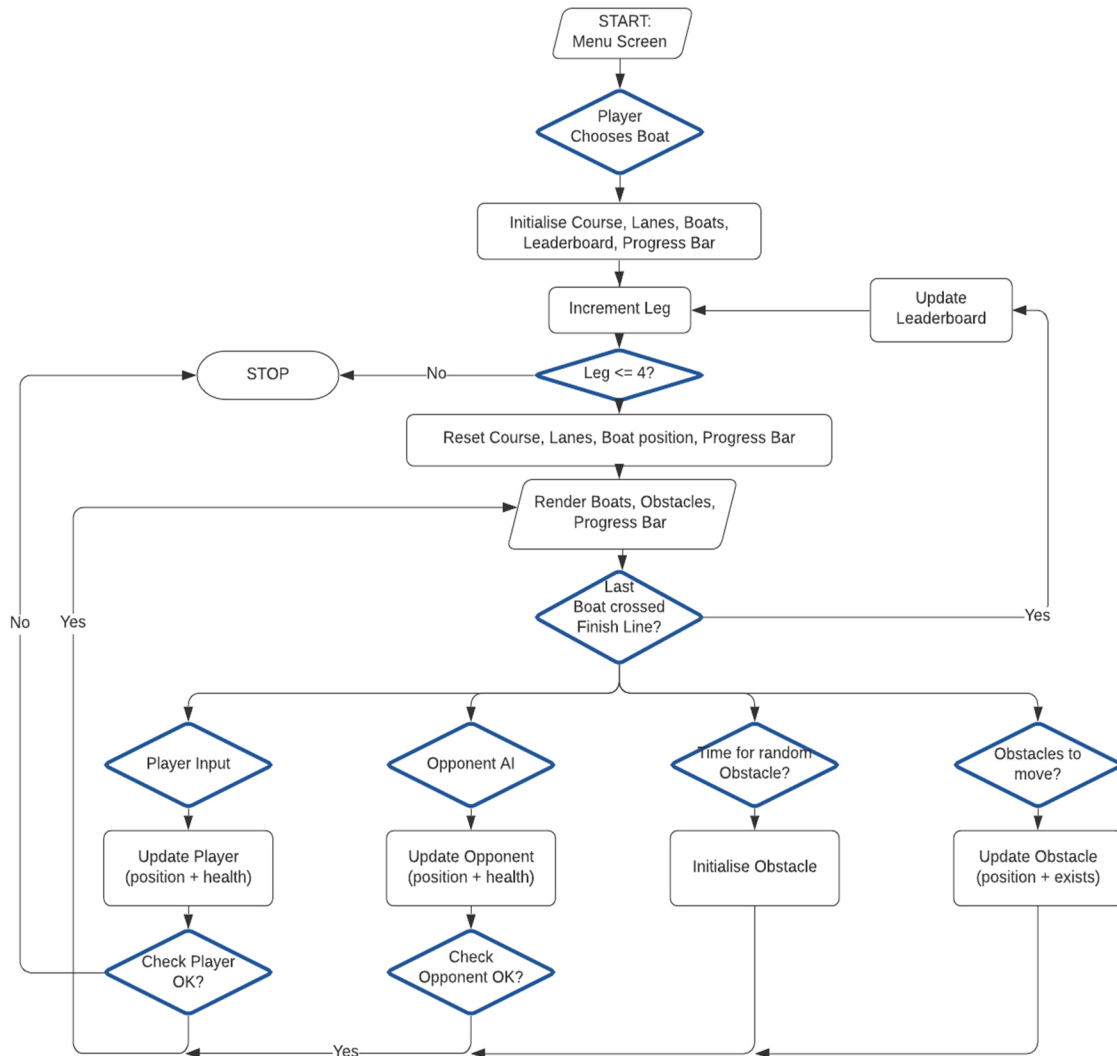 START:
Menu Screen
Player
Chooses Boat
Initialise Course, Lanes, Boats,
Leaderboard, Progress Bar
Increment Leg
Update
Leaderboard
STOP
No
Leg <= 4?
Reset Course, Lanes, Boat position, Progress Bar
Render Boats, Obstacles,
Progress Bar
Last
Boat crossed
Finish Line?
Yes
No
Yes
Player Input
Opponent AI
Time for random
Obstacle?
Obstacles to
move?
Update Player
(position + health)
Update Opponent
(position + health)
Initialise Obstacle
Update Obstacle
(position + exists)
Check Player
OK?
Check
Opponent OK?
Yes